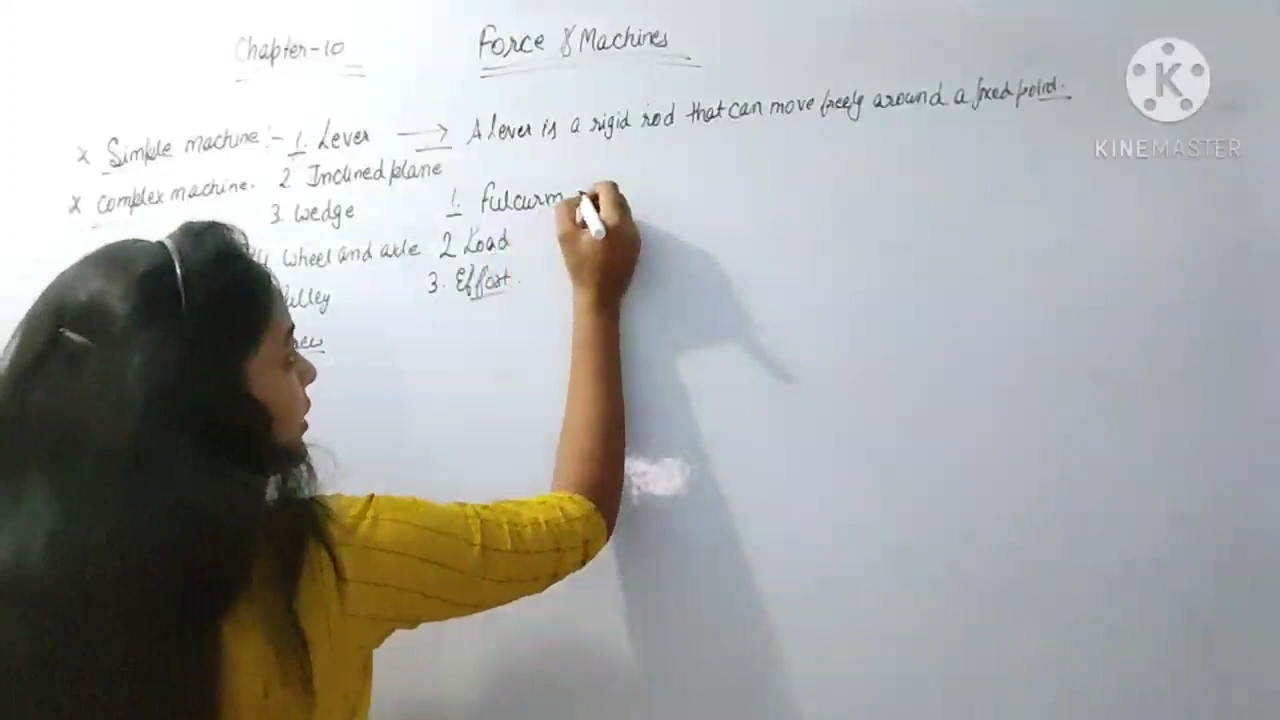 Chapter-10 Force & Machines
* Simple machine:- 1. Lever → A Lever is a rigid rod that can move freely around a fixed point.
* Complex machine. 2. Inclined plane
3. Wedge 1. Fulcurm
Wheel and axle 2 Load
3. Effort.
K
KINEMASTER